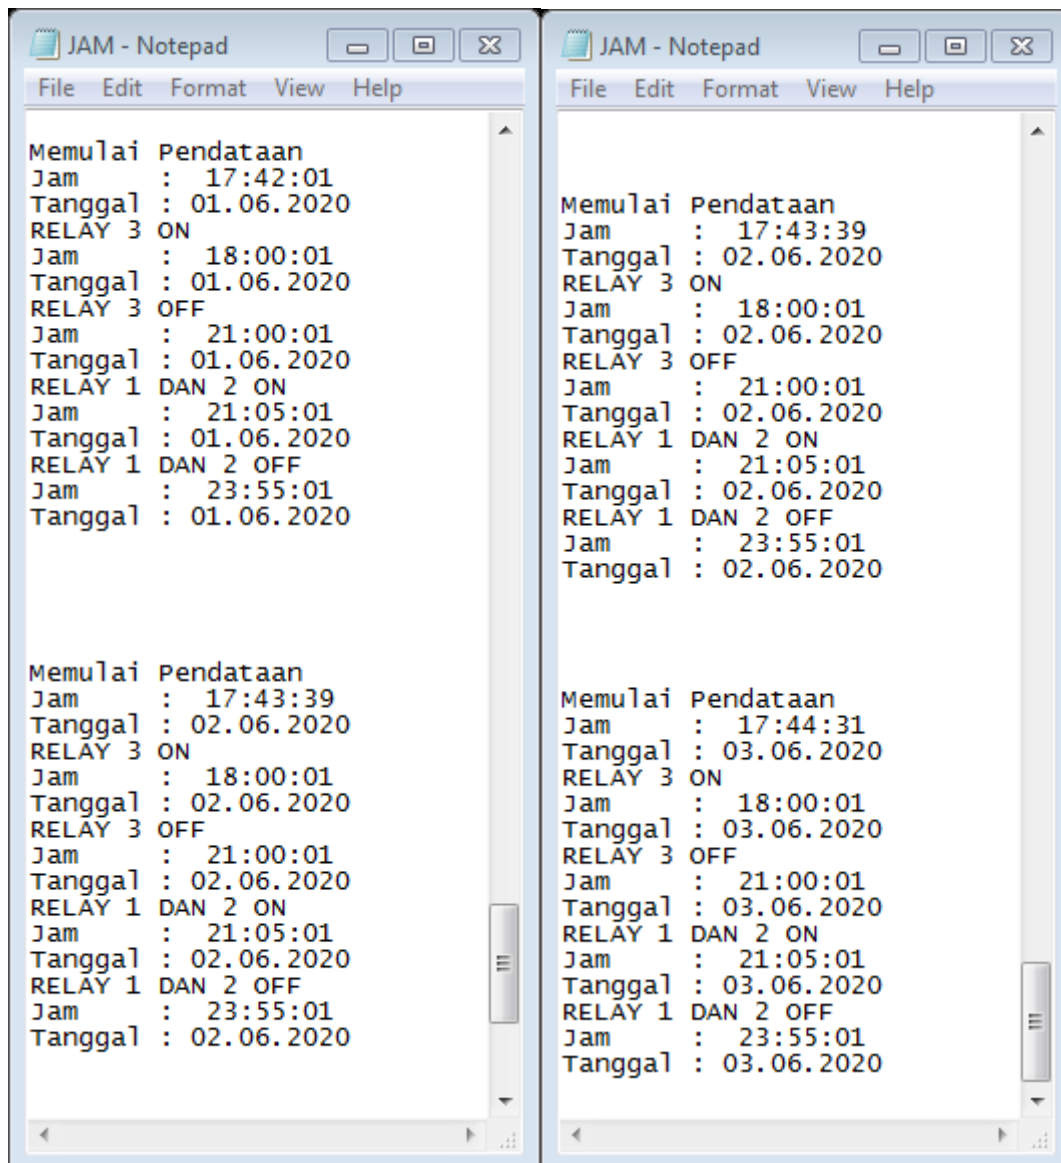 JAM - Notepad
File Edit Format View Help
Memulai Pendataan
Jam : 17:42:01
Tanggal : 01.06.2020
RELAY 3 ON
Jam : 18:00:01
Tanggal : 01.06.2020
RELAY 3 OFF
Jam : 21:00:01
Tanggal : 01.06.2020
RELAY 1 DAN 2 ON
Jam : 21:05:01
Tanggal : 01.06.2020
RELAY 1 DAN 2 OFF
Jam : 23:55:01
Tanggal : 01.06.2020
Memulai Pendataan
Jam : 17:43:39
Tanggal : 02.06.2020
RELAY 3 ON
Jam : 18:00:01
Tanggal : 02.06.2020
RELAY 3 OFF
Jam : 21:00:01
Tanggal : 02.06.2020
RELAY 1 DAN 2 ON
Jam : 21:05:01
Tanggal : 02.06.2020
RELAY 1 DAN 2 OFF
Jam : 23:55:01
Tanggal : 02.06.2020
JAM - Notepad
File Edit Format View Help
Memulai Pendataan
Jam : 17:43:39
Tanggal : 02.06.2020
RELAY 3 ON
Jam : 18:00:01
Tanggal : 02.06.2020
RELAY 3 OFF
Jam : 21:00:01
Tanggal : 02.06.2020
RELAY 1 DAN 2 ON
Jam : 21:05:01
Tanggal : 02.06.2020
RELAY 1 DAN 2 OFF
Jam : 23:55:01
Tanggal : 02.06.2020
Memulai Pendataan
Jam : 17:44:31
Tanggal : 03.06.2020
RELAY 3 ON
Jam : 18:00:01
Tanggal : 03.06.2020
RELAY 3 OFF
Jam : 21:00:01
Tanggal : 03.06.2020
RELAY 1 DAN 2 ON
Jam : 21:05:01
Tanggal : 03.06.2020
RELAY 1 DAN 2 OFF
Jam : 23:55:01
Tanggal : 03.06.2020